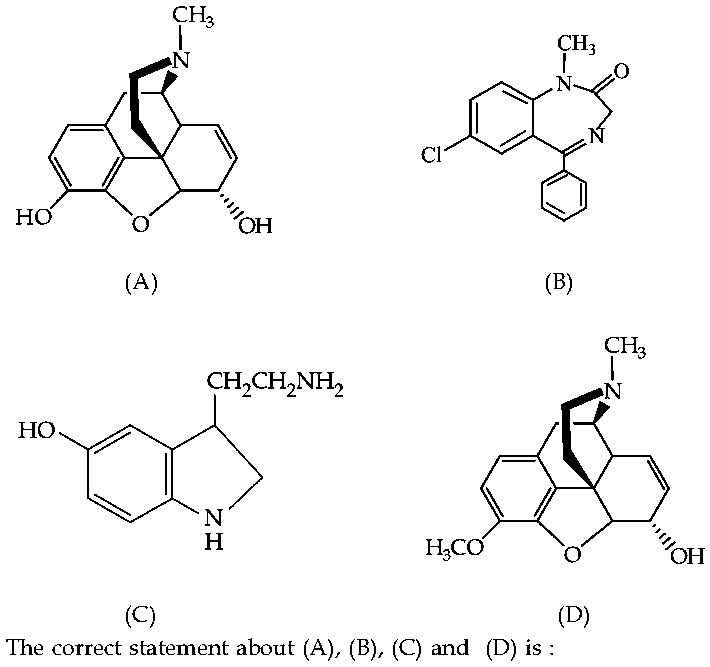 CH3
N
HO
O
OH
(A)
CH3
N
O
N
Cl
(B)
CH2CH2NH2
HO
N
H
(C)
CH3
N
H3CO
O
OH
(D)
The correct statement about (A), (B), (C) and (D) is :